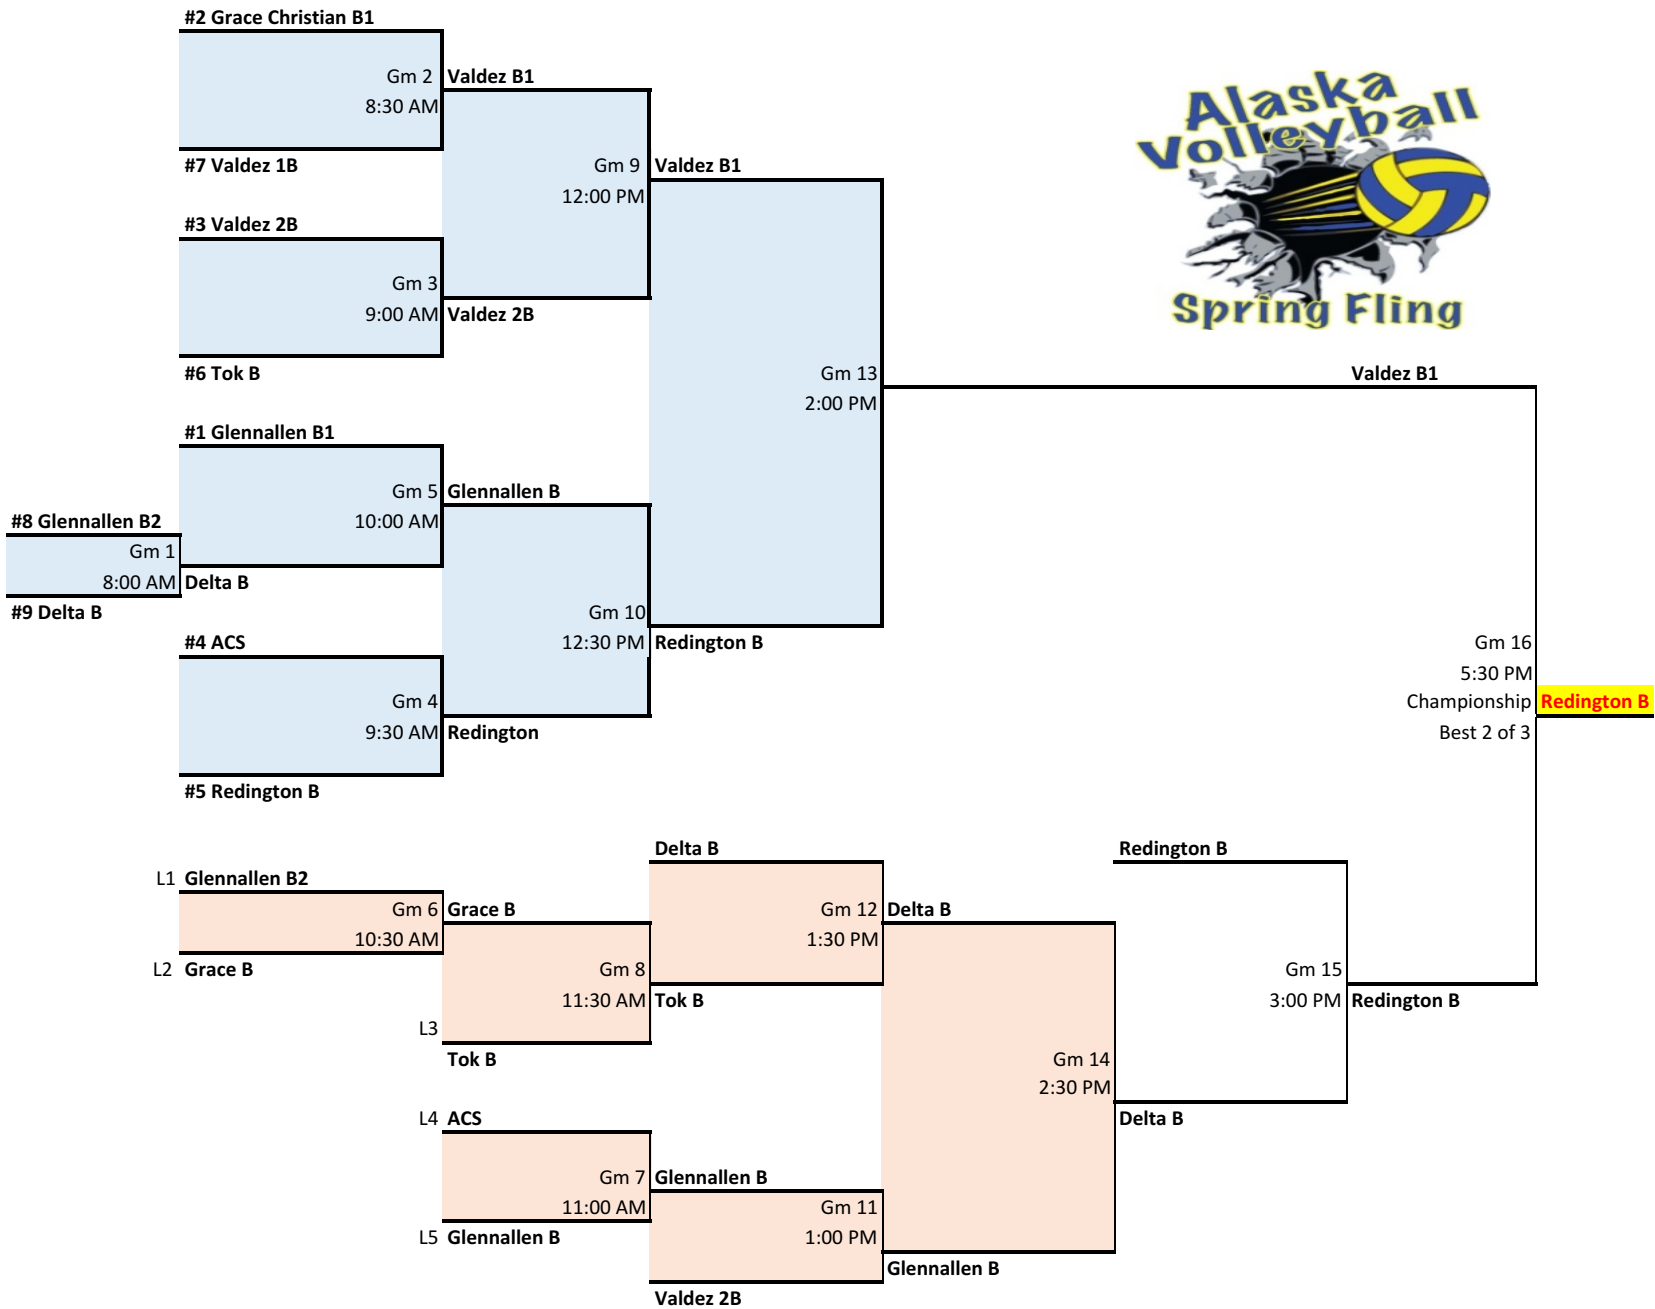 #2 Grace Christian B1
Gm 2
8:30 AM
Valdez B1
#7 Valdez 1B
Gm 9
12:00 PM
Valdez B1
#3 Valdez 2B
Gm 3
9:00 AM
Valdez 2B
#6 Tok B
Alaska
Volleyball
Spring Fling
Gm 13
2:00 PM
Valdez B1
#1 Glennallen B1
Gm 5
10:00 AM
Glennallen B
#8 Glennallen B2
Gm 1
8:00 AM
Delta B
#9 Delta B
Gm 10
12:30 PM
Redington B
#4 ACS
Gm 4
9:30 AM
Redington
#5 Redington B
Gm 16
5:30 PM
Championship
Best 2 of 3
Redington B
L1 Glennallen B2
Gm 6
10:30 AM
Grace B
L2 Grace B
Gm 8
11:30 AM
Tok B
L3
Tok B
Delta B
Gm 12
1:30 PM
Delta B
Redington B
Gm 15
3:00 PM
Redington B
Gm 14
2:30 PM
Delta B
L4 ACS
Gm 7
11:00 AM
Glennallen B
L5 Glennallen B
Gm 11
1:00 PM
Glennallen B
Valdez 2B